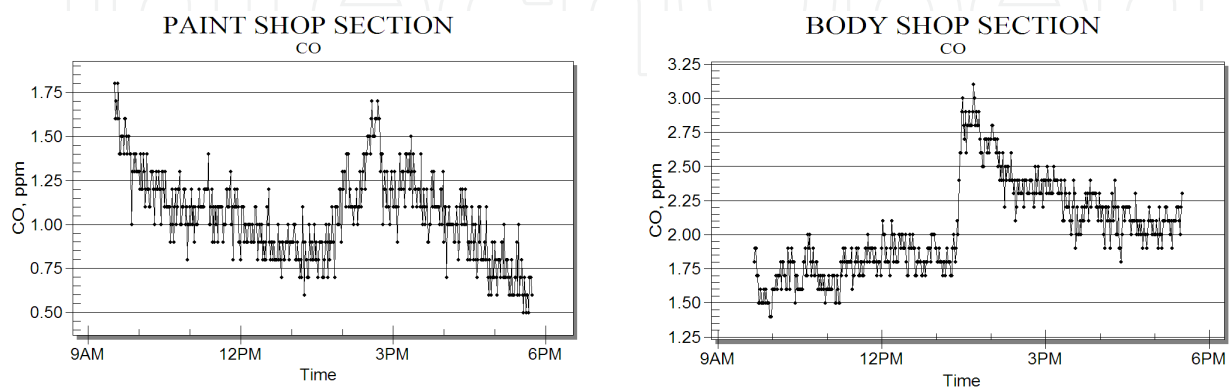 PAINT SHOP SECTION
CO
1.75
1.50
1.25
1.00
0.75
0.50
CO, ppm
9AM 12PM 3PM 6PM
Time
BODY SHOP SECTION
CO
3.25
3.00
2.75
2.50
2.25
2.00
1.75
1.50
1.25
CO, ppm
9AM 12PM 3PM 6PM
Time